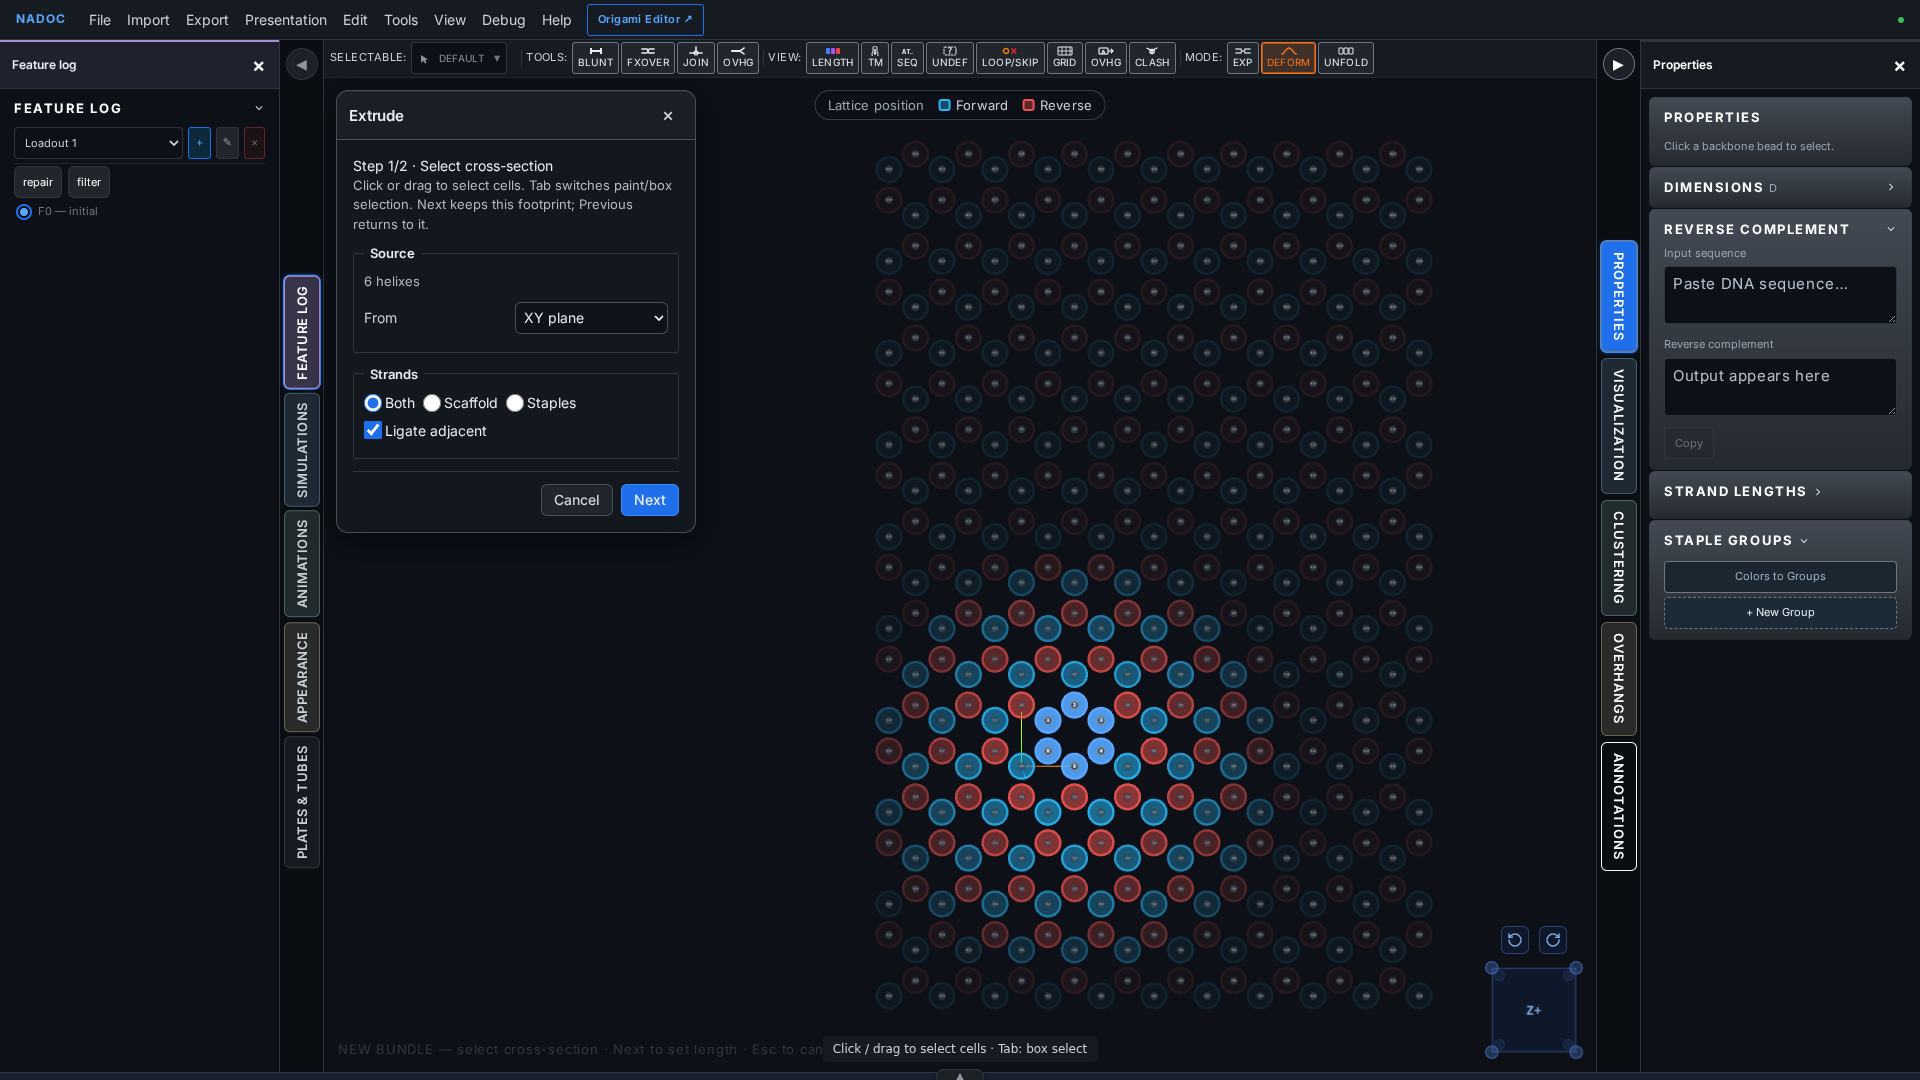 NADOC File Import Export Presentation Edit Tools View Debug Help Origami Editor ↗
Feature log ×
FEATURE LOG
Loadout 1 + ✎ ×
repair filter
F0 — initial
FEATURE LOG
SIMULATIONS
ANIMATIONS
APPEARANCE
PLATES & TUBES
SELECTABLE: DEFAULT ▾ TOOLS: BLUNT FXOVER JOIN OVHG VIEW: LENGTH TM SEQ UNDEF LOOP/SKIP GRID OVHG CLASH MODE: EXP DEFORM UNFOLD
Extrude ×
Step 1/2 · Select cross-section
Click or drag to select cells. Tab switches paint/box
selection. Next keeps this footprint; Previous
returns to it.
Source
6 helixes
From XY plane
Strands
Both Scaffold Staples
Ligate adjacent
Cancel Next
Lattice position Forward Reverse
NEW BUNDLE — select cross-section · Next to set length · Esc to can
Click / drag to select cells · Tab: box select
Z+
PROPERTIES
VISUALIZATION
CLUSTERING
OVERHANGS
ANNOTATIONS
Properties ×
PROPERTIES
Click a backbone bead to select.
DIMENSIONS D
REVERSE COMPLEMENT
Input sequence
Paste DNA sequence...
Reverse complement
Output appears here
Copy
STRAND LENGTHS
STAPLE GROUPS
Colors to Groups
+ New Group